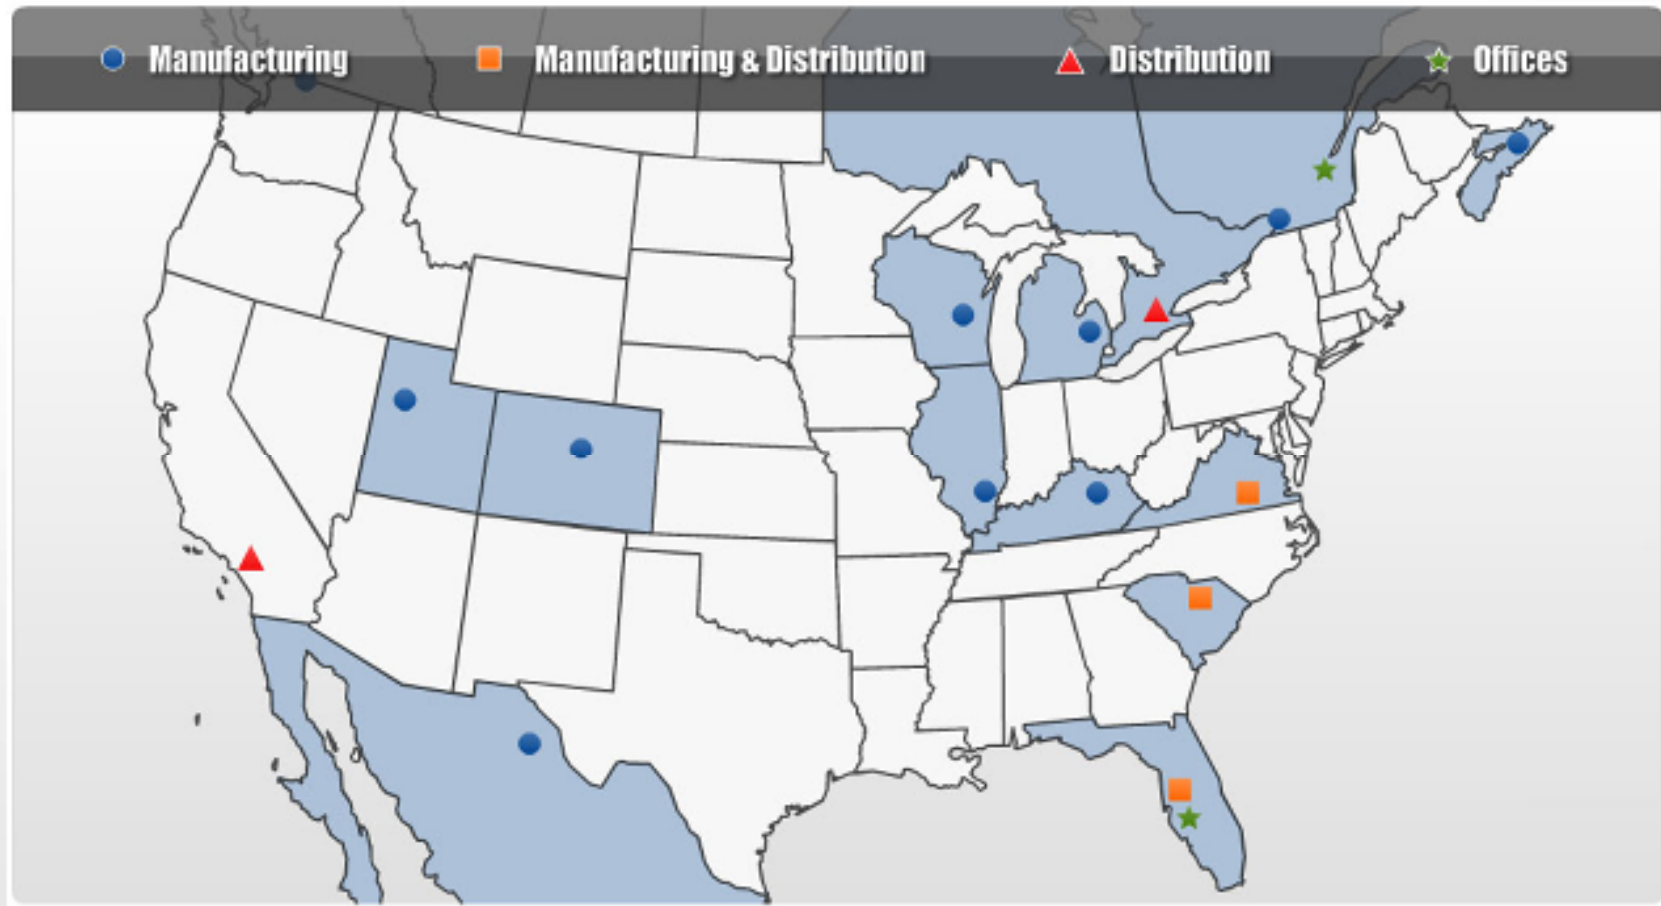 Manufacturing
Manufacturing & Distribution
Distribution
Offices